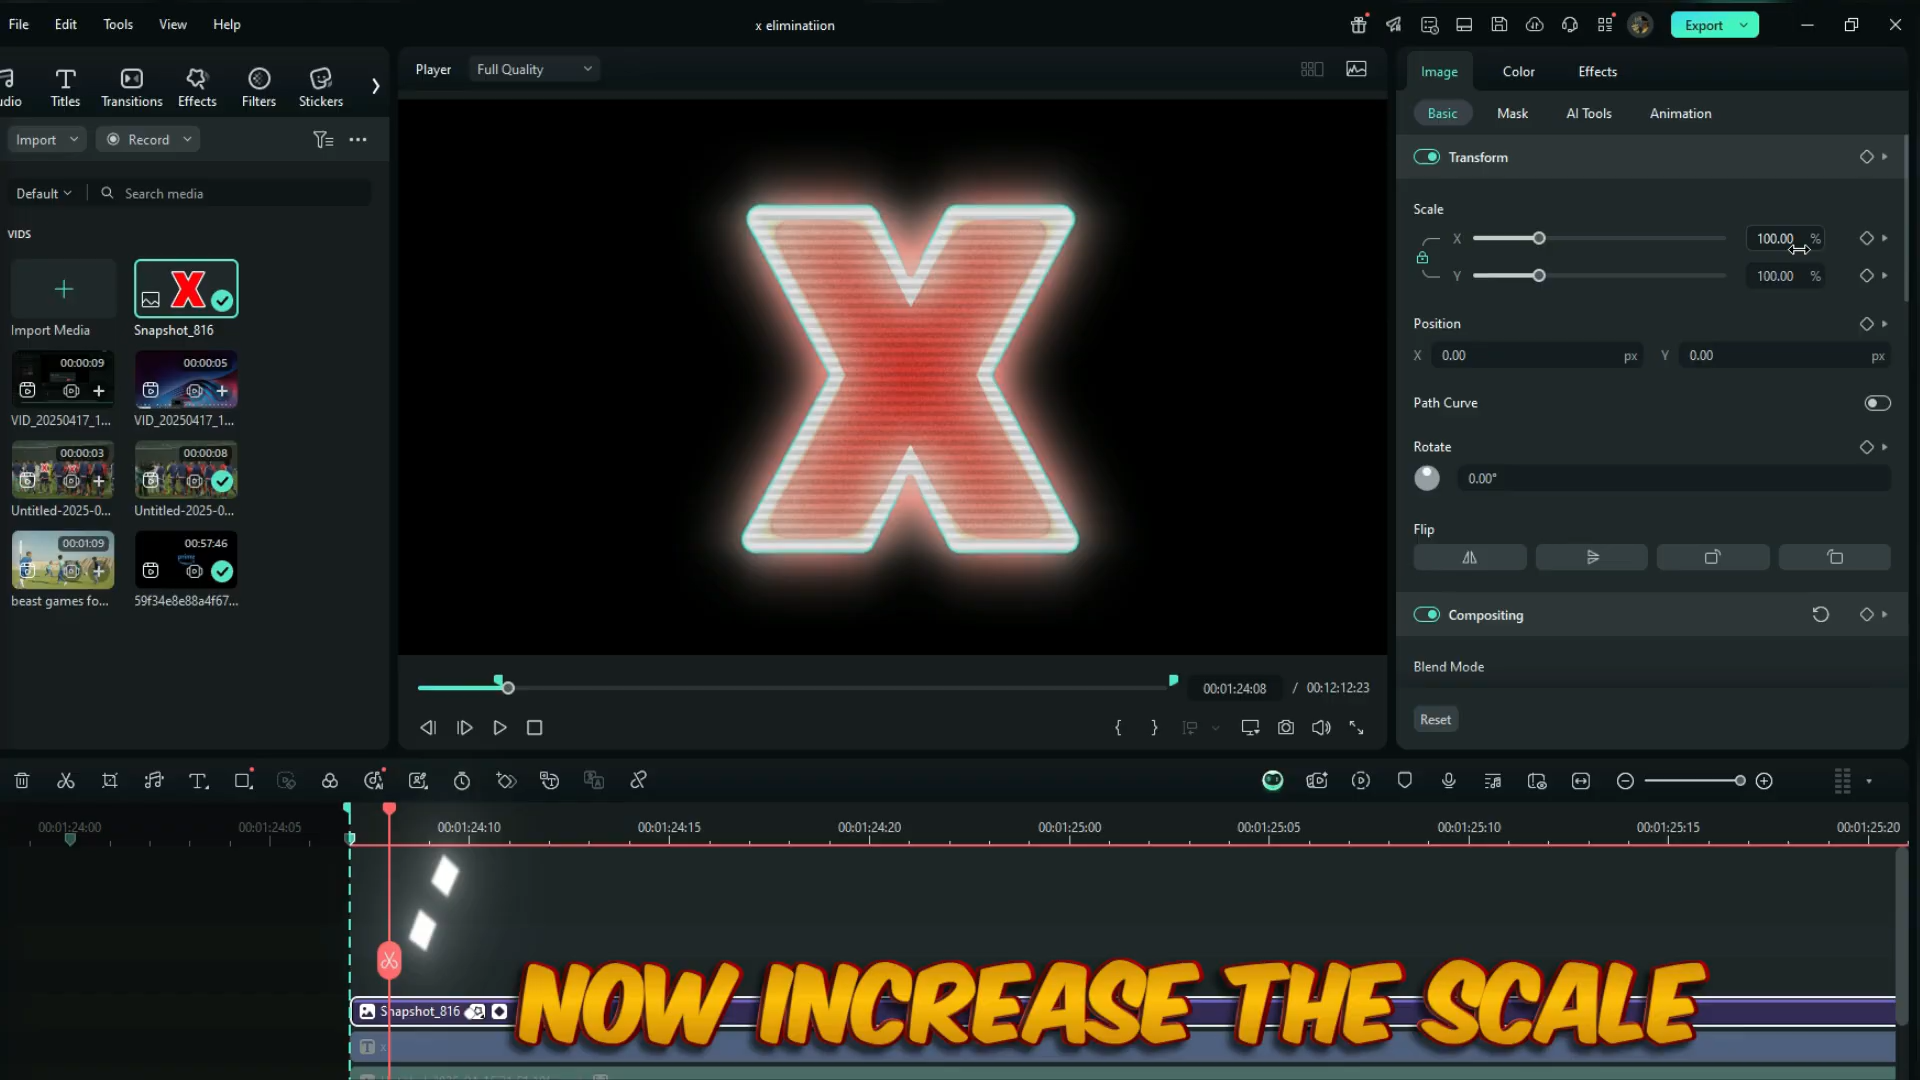 File Edit Tools View Help
x eliminatiion
Export
udio Titles Transitions Effects Filters Stickers
Import Record
Default Search media
VIDS
Import Media
Snapshot_816
00:00:09
VID_20250417_1...
00:00:05
VID_20250417_1...
00:00:03
Untitled-2025-0...
00:00:08
Untitled-2025-0...
00:01:09
beast games fo...
00:57:46
prime
59f34e8e88a4f67...
Player Full Quality
X
00:01:24:08 / 00:12:12:23
{ }
Image Color Effects
Basic Mask AI Tools Animation
Transform
Scale
X 100.00 %
Y 100.00 %
Position
X 0.00 px Y 0.00 px
Path Curve
Rotate
0.00°
Flip
Compositing
Blend Mode
Reset
00:01:24:00 00:01:24:05 00:01:24:10 00:01:24:15 00:01:24:20 00:01:25:00 00:01:25:05 00:01:25:10 00:01:25:15 00:01:25:20
Snapshot_816
T x
NOW INCREASE THE SCALE